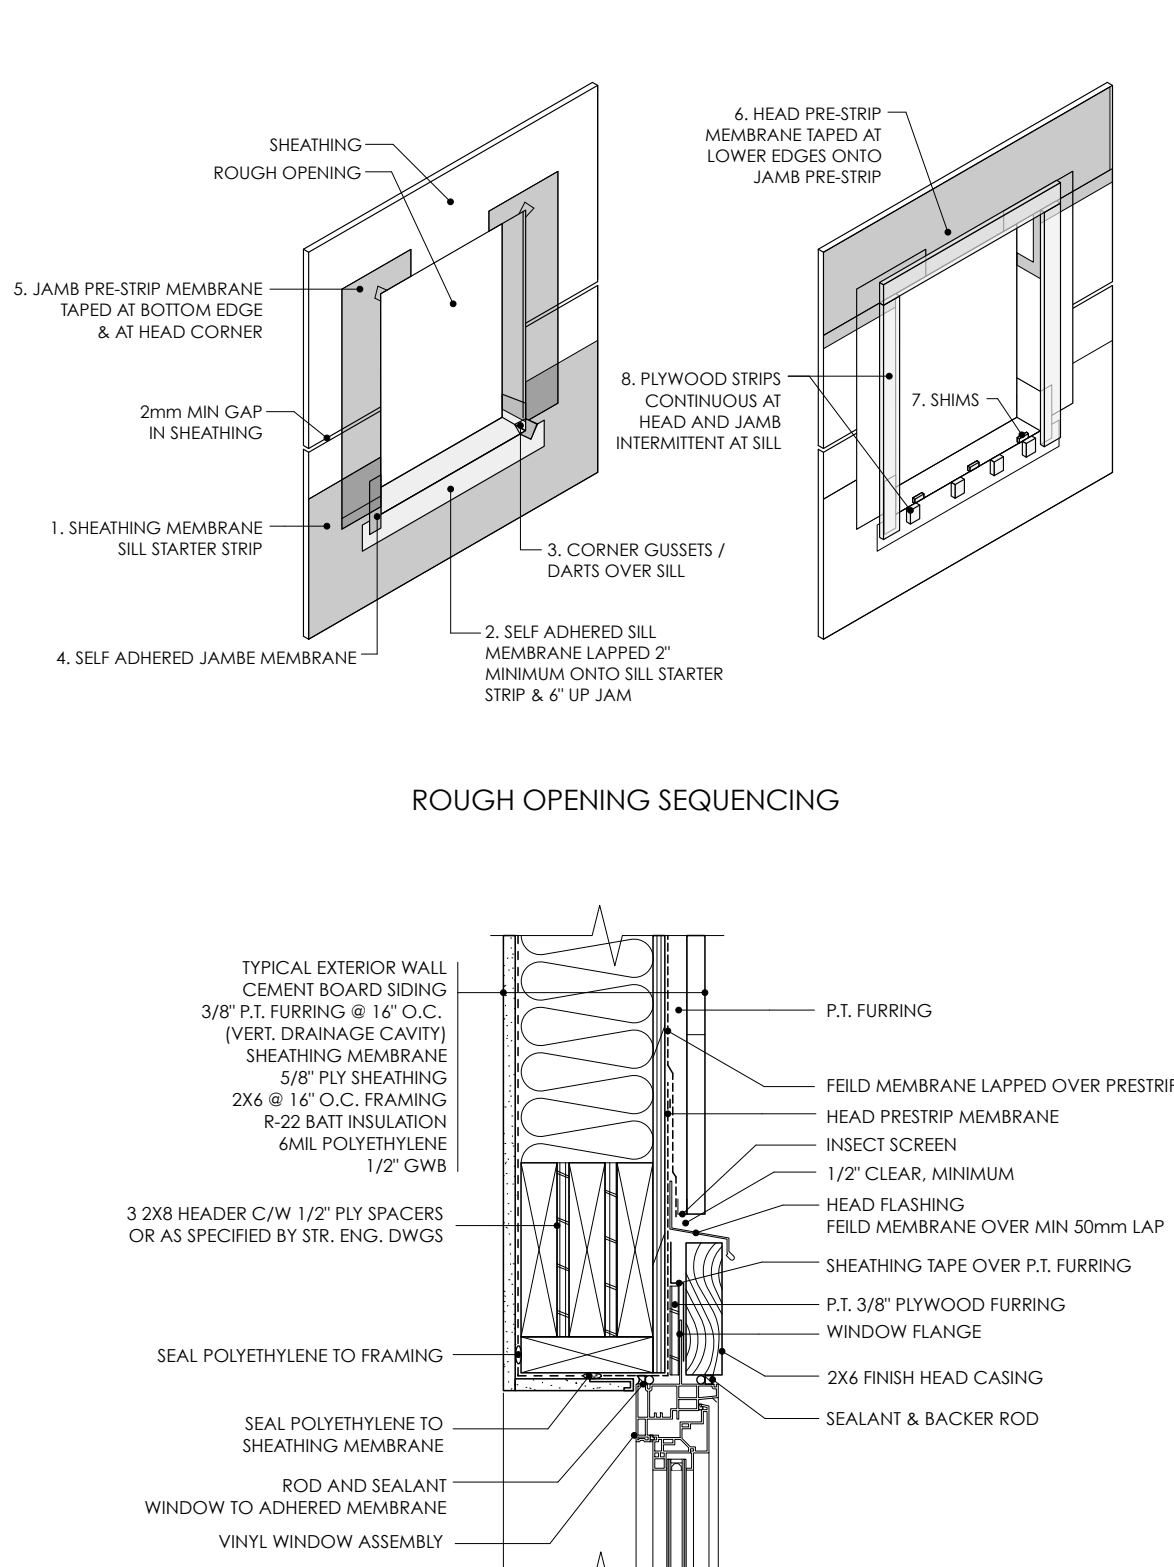 SHEATHING
ROUGH OPENING
5. JAMB PRE-STRIP MEMBRANE
TAPED AT BOTTOM EDGE
& AT HEAD CORNER
2mm MIN GAP
IN SHEATHING
1. SHEATHING MEMBRANE
SILL STARTER STRIP
4. SELF ADHERED JAMBE MEMBRANE
3. CORNER GUSSETS /
DARTS OVER SILL
2. SELF ADHERED SILL
MEMBRANE LAPPED 2"
MINIMUM ONTO SILL STARTER
STRIP & 6" UP JAM
6. HEAD PRE-STRIP
MEMBRANE TAPED AT
LOWER EDGES ONTO
JAMB PRE-STRIP
8. PLYWOOD STRIPS
CONTINUOUS AT
HEAD AND JAMB
INTERMITTENT AT SILL
7. SHIMS
ROUGH OPENING SEQUENCING
TYPICAL EXTERIOR WALL
CEMENT BOARD SIDING
3/8" P.T. FURRING @ 16" O.C.
(VERT. DRAINAGE CAVITY)
SHEATHING MEMBRANE
5/8" PLY SHEATHING
2X6 @ 16" O.C. FRAMING
R-22 BATT INSULATION
6MIL POLYETHYLENE
1/2" GWB
3 2X8 HEADER C/W 1/2" PLY SPACERS
OR AS SPECIFIED BY STR. ENG. DWGS
SEAL POLYETHYLENE TO FRAMING
SEAL POLYETHYLENE TO
SHEATHING MEMBRANE
ROD AND SEALANT
WINDOW TO ADHERED MEMBRANE
VINYL WINDOW ASSEMBLY
P.T. FURRING
FEILD MEMBRANE LAPPED OVER PRESTRIP
HEAD PRESTRIP MEMBRANE
INSECT SCREEN
1/2" CLEAR, MINIMUM
HEAD FLASHING
FEILD MEMBRANE OVER MIN 50mm LAP
SHEATHING TAPE OVER P.T. FURRING
P.T. 3/8" PLYWOOD FURRING
WINDOW FLANGE
2X6 FINISH HEAD CASING
SEALANT & BACKER ROD